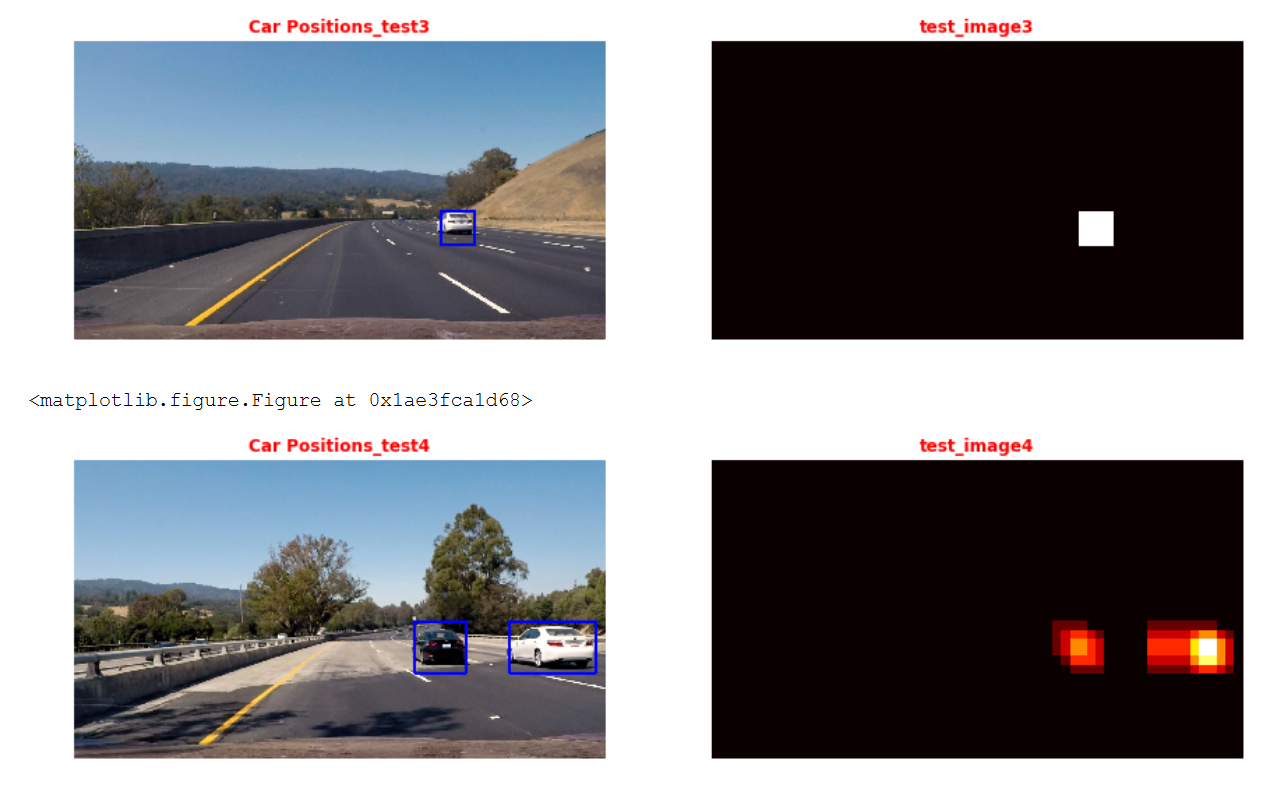 Car Positions_test3
test_image3
<matplotlib.figure.Figure at 0x1ae3fca1d68>
Car Positions_test4
test_image4